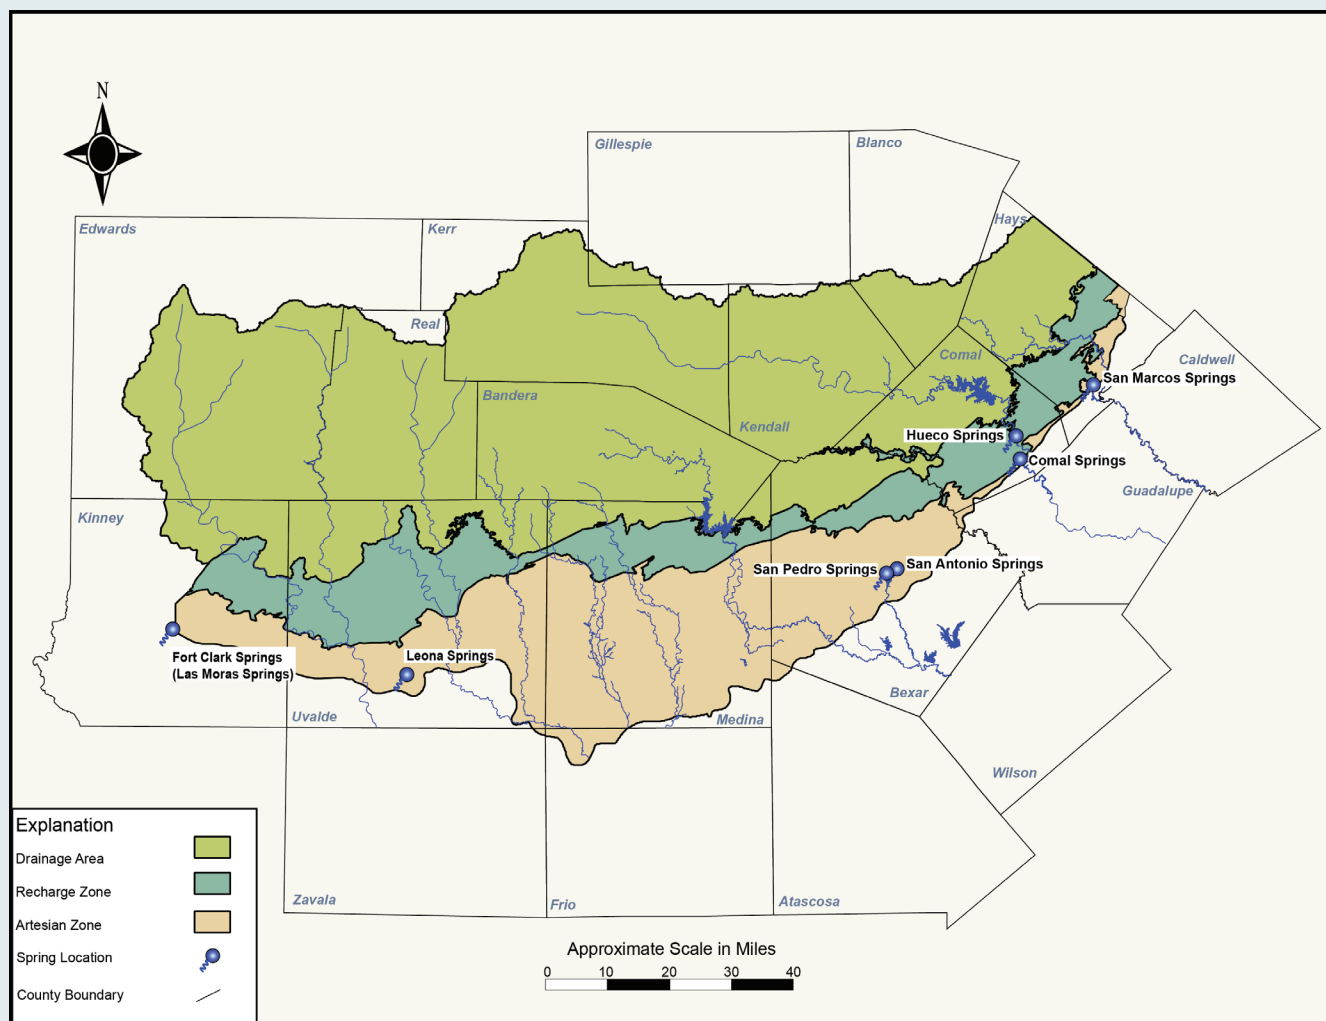 N
Gillespie
Blanco
Hays
Edwards
Kerr
Real
Comal
Caldwell
San Marcos Springs
Bandera
Kendall
Hueco Springs
Comal Springs
Guadalupe
Kinney
San Pedro Springs
San Antonio Springs
Fort Clark Springs
(Las Moras Springs)
Leona Springs
Uvalde
Medina
Bexar
Wilson
Zavala
Frio
Atascosa
Explanation
Drainage Area
Recharge Zone
Artesian Zone
Spring Location
County Boundary
Approximate Scale in Miles
0 10 20 30 40